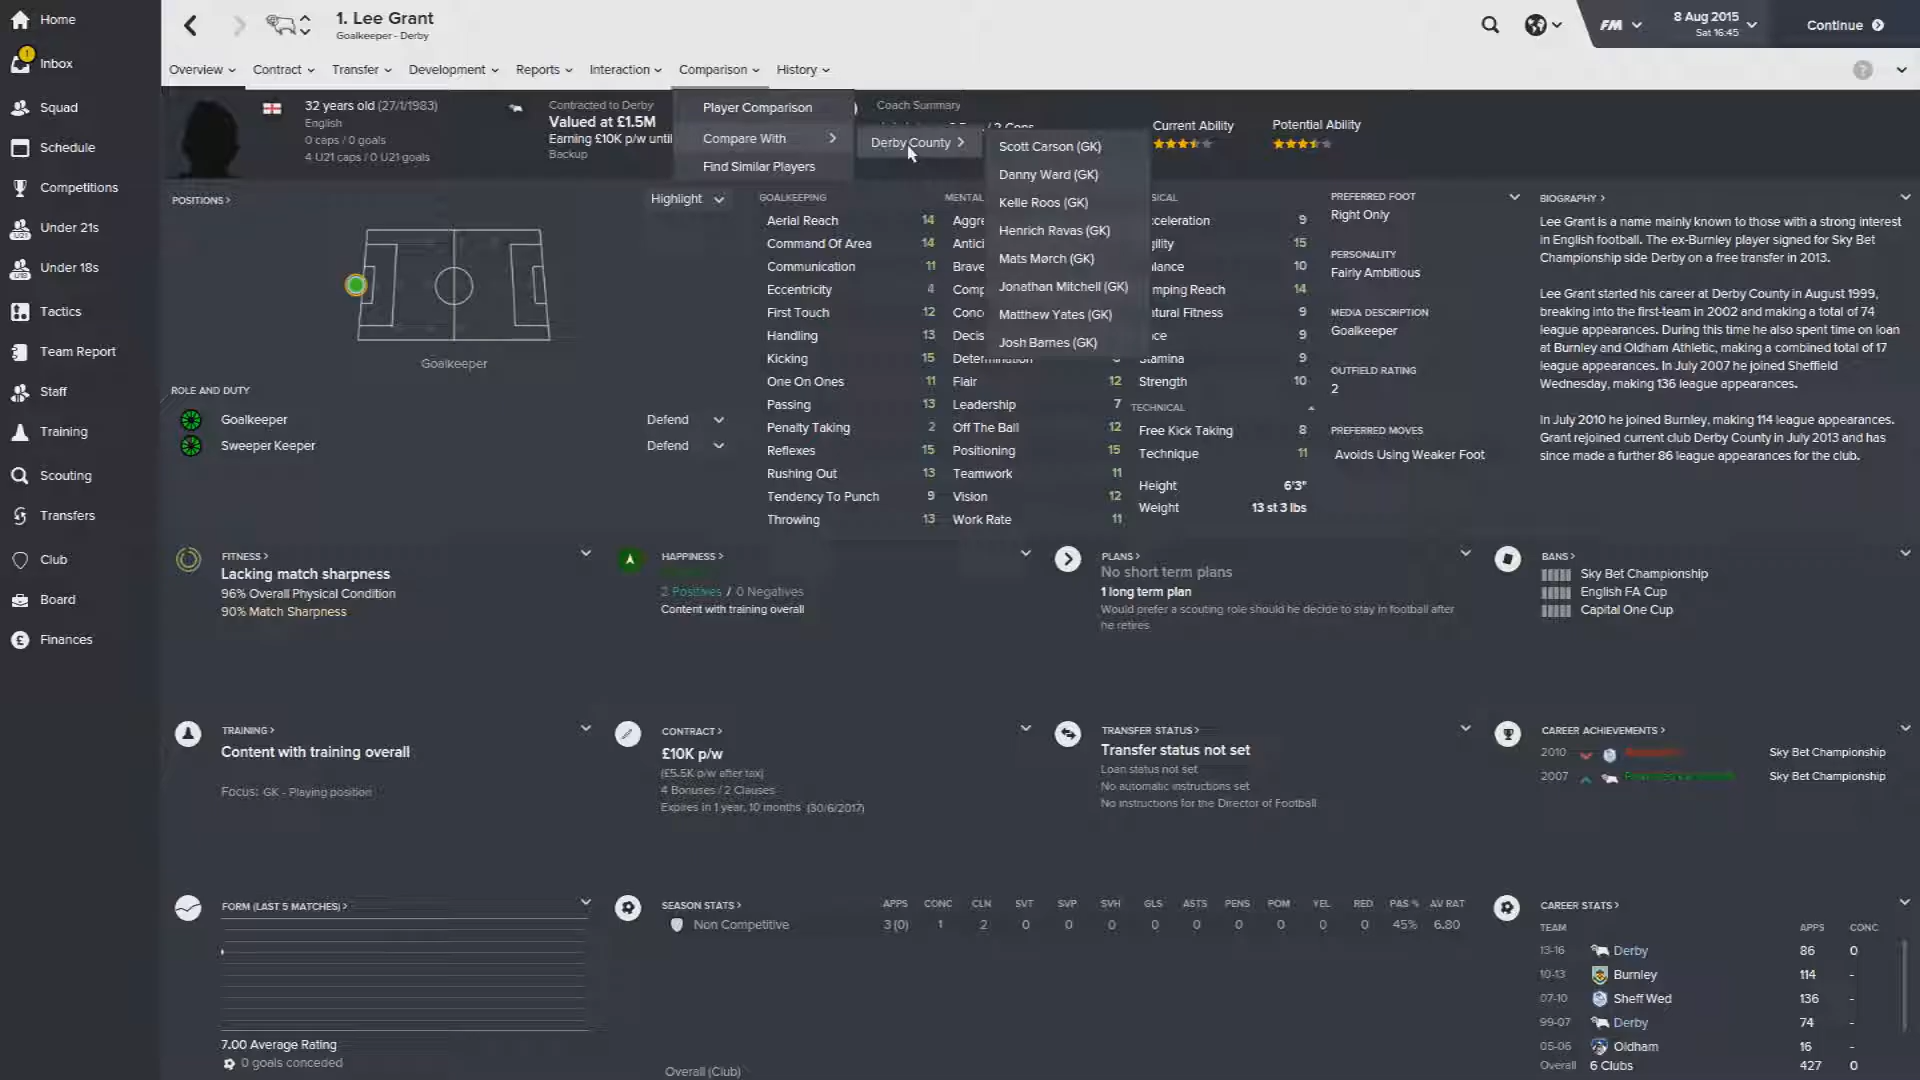 Home
1
Inbox
Squad
Schedule
Competitions
Under 21s
Under 18s
Tactics
Team Report
Staff
Training
Scouting
Transfers
Club
Board
Finances
1. Lee Grant
Goalkeeper - Derby
FM
8 Aug 2015
Sat 16:45
Continue
Overview
Contract
Transfer
Development
Reports
Interaction
Comparison
History
?
32 years old (27/1/1983)
English
0 caps / 0 goals
4 U21 caps / 0 U21 goals
Contracted to Derby
Valued at £1.5M
Earning £10K p/w until
Backup
Player Comparison
Compare With
Find Similar Players
Derby County
Scott Carson (GK)
Danny Ward (GK)
Kelle Roos (GK)
Henrich Ravas (GK)
Mats Mørch (GK)
Jonathan Mitchell (GK)
Matthew Yates (GK)
Josh Barnes (GK)
Coach Summary
Current Ability
Potential Ability
POSITIONS >
Highlight
Goalkeeper
ROLE AND DUTY
Goalkeeper Defend
Sweeper Keeper Defend
GOALKEEPING
Aerial Reach 14
Command Of Area 14
Communication 11
Eccentricity 4
First Touch 12
Handling 13
Kicking 15
One On Ones 11
Passing 13
Penalty Taking 2
Reflexes 15
Rushing Out 13
Tendency To Punch 9
Throwing 13
MENTAL
Aggre
Antici
Brave
Comp
Conc
Decis
Determination
Flair 12
Leadership 7
Off The Ball 12
Positioning 15
Teamwork 11
Vision 12
Work Rate 11
SICAL
cceleration 9
gility 15
lance 10
mping Reach 14
atural Fitness 9
ce 9
Stamina 9
Strength 10
TECHNICAL
Free Kick Taking 8
Technique 11
Height 6'3"
Weight 13 st 3 lbs
PREFERRED FOOT
Right Only
PERSONALITY
Fairly Ambitious
MEDIA DESCRIPTION
Goalkeeper
OUTFIELD RATING
2
PREFERRED MOVES
Avoids Using Weaker Foot
BIOGRAPHY >
Lee Grant is a name mainly known to those with a strong interest
in English football. The ex-Burnley player signed for Sky Bet
Championship side Derby on a free transfer in 2013.
Lee Grant started his career at Derby County in August 1999,
breaking into the first-team in 2002 and making a total of 74
league appearances. During this time he also spent time on loan
at Burnley and Oldham Athletic, making a combined total of 17
league appearances. In July 2007 he joined Sheffield
Wednesday, making 136 league appearances.
In July 2010 he joined Burnley, making 114 league appearances.
Grant rejoined current club Derby County in July 2013 and has
since made a further 86 league appearances for the club.
FITNESS >
Lacking match sharpness
96% Overall Physical Condition
90% Match Sharpness
HAPPINESS >
2 Positives / 0 Negatives
Content with training overall
PLANS >
No short term plans
1 long term plan
Would prefer a scouting role should he decide to stay in football after
he retires
BANS >
Sky Bet Championship
English FA Cup
Capital One Cup
TRAINING >
Content with training overall
Focus: GK - Playing position
CONTRACT >
£10K p/w
(£5.5K p/w after tax)
4 Bonuses / 2 Clauses
Expires in 1 year, 10 months (30/6/2017)
TRANSFER STATUS >
Transfer status not set
Loan status not set
No automatic instructions set
No instructions for the Director of Football
CAREER ACHIEVEMENTS >
2010 Sky Bet Championship
2007 Sky Bet Championship
FORM (LAST 5 MATCHES) >
7.00 Average Rating
0 goals conceded
SEASON STATS > APPS CONC CLN SVT SVP SVH GLS ASTS PENS POM YEL RED PAS % AV RAT
Non Competitive 3 (0) 1 2 0 0 0 0 0 0 0 0 0 45% 6.80
Overall (Club)
CAREER STATS >
TEAM APPS CONC
13-16 Derby 86 0
10-13 Burnley 114 -
07-10 Sheff Wed 136 -
99-07 Derby 74 -
05-06 Oldham 16 -
Overall 6 Clubs 427 0